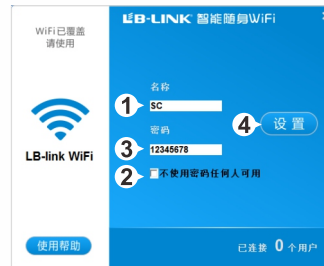 WiFi已覆盖
请使用
LB-link WiFi
使用帮助
LB-LINK 智能随身WiFi
名称
1
SC
密码
3
12345678
4
设置
2
不使用密码任何人可用
已连接 0 个用户